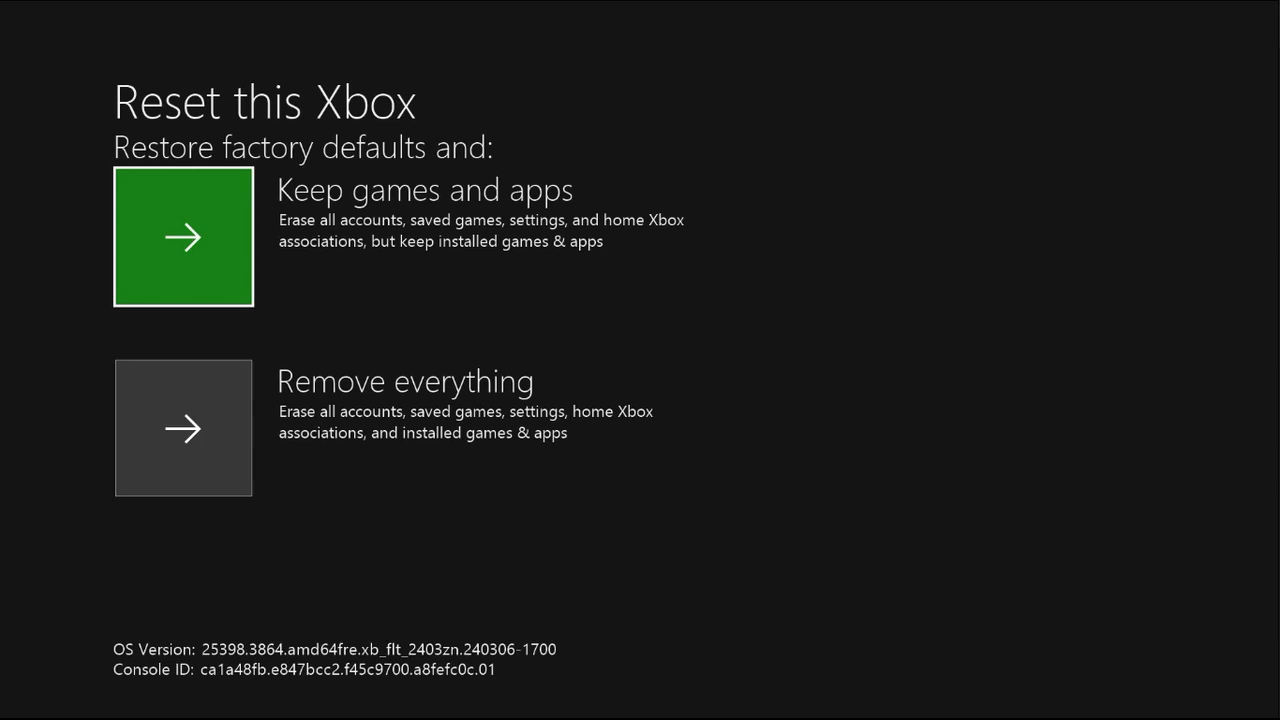 Reset this Xbox
Restore factory defaults and:
Keep games and apps
Erase all accounts, saved games, settings, and home Xbox
associations, but keep installed games & apps
Remove everything
Erase all accounts, saved games, settings, home Xbox
associations, and installed games & apps
OS Version: 25398.3864.amd64fre.xb_flt_2403zn.240306-1700
Console ID: ca1a48fb.e847bcc2.f45c9700.a8fefc0c.01